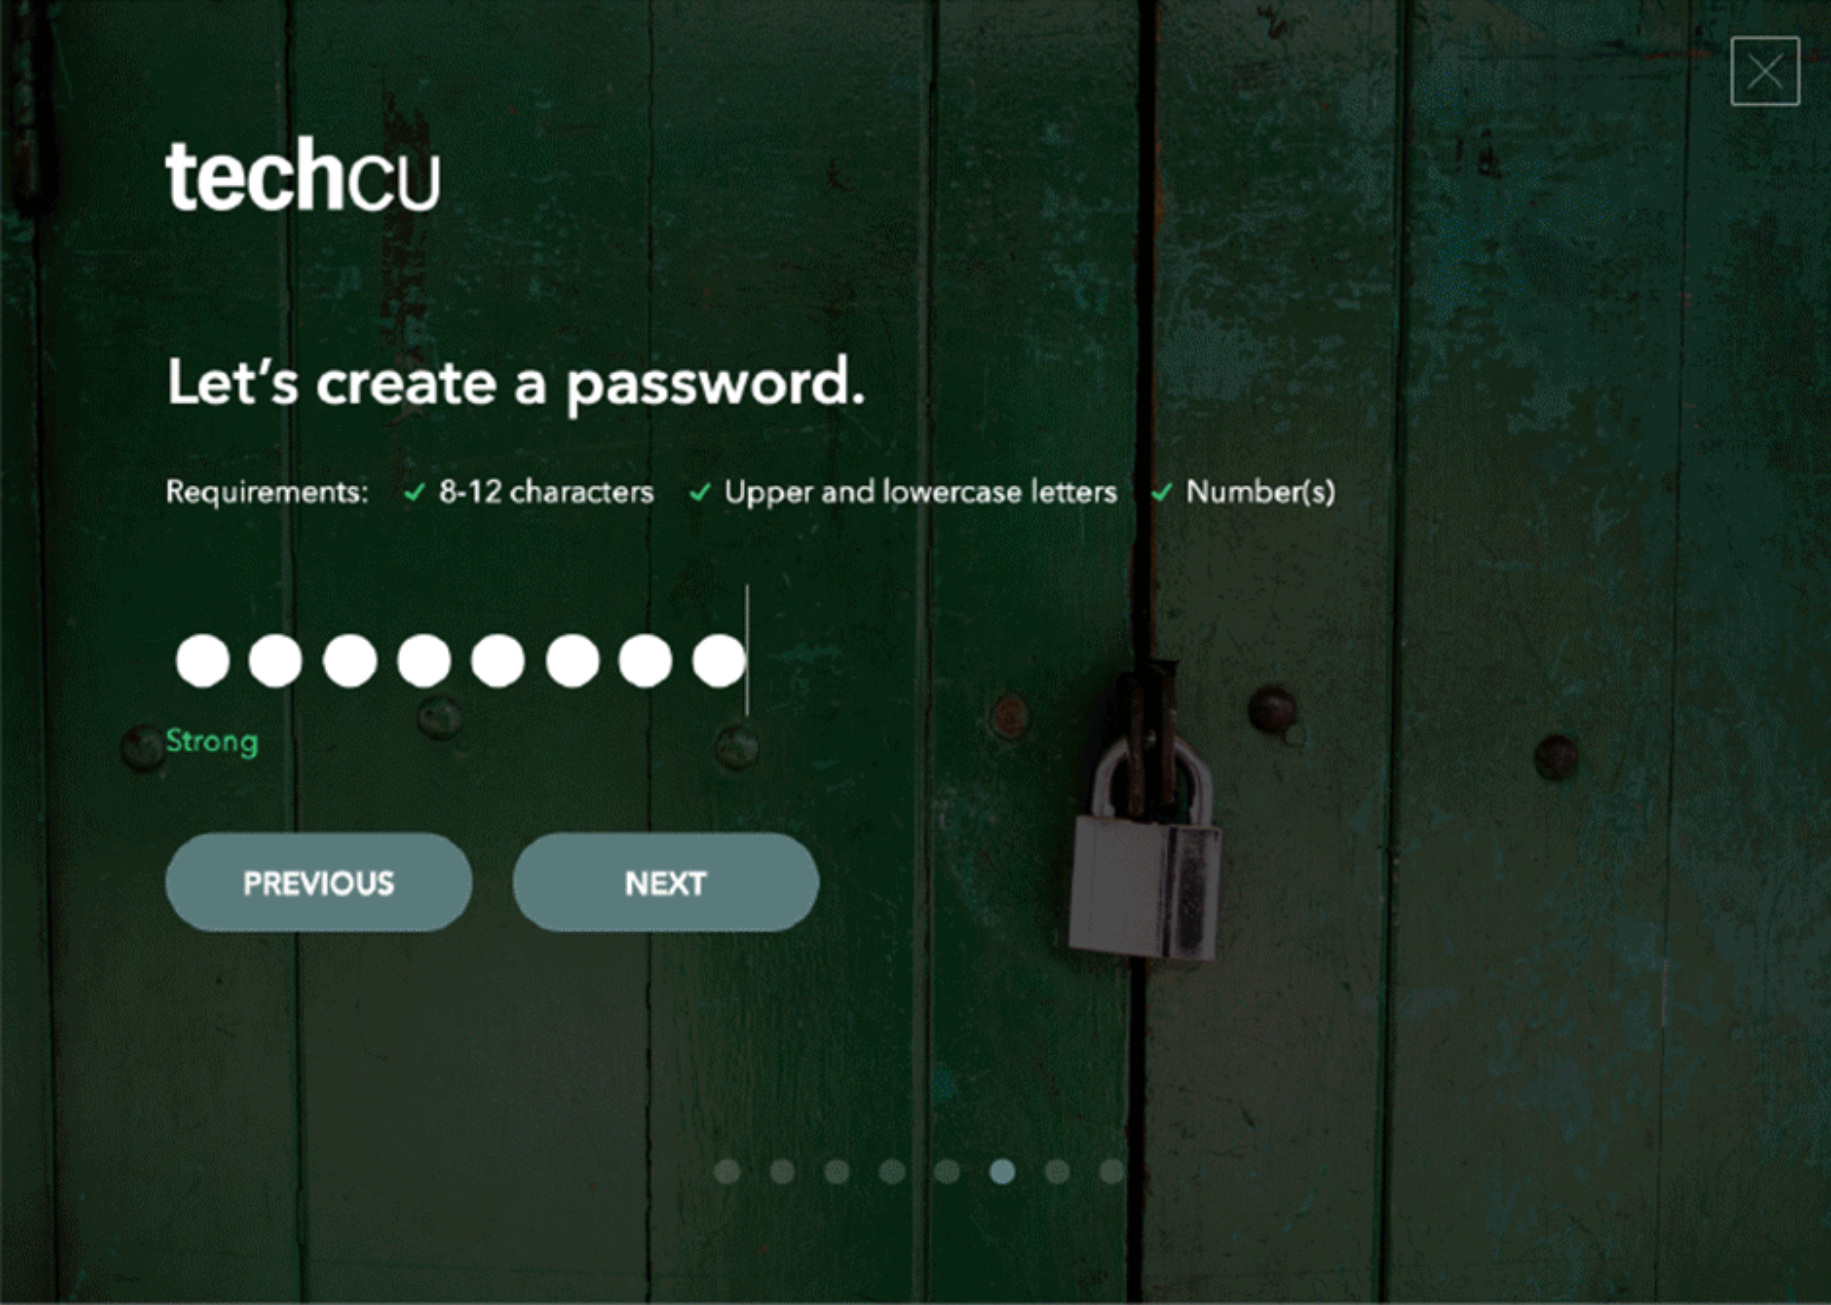 techcu
Let's create a password.
Requirements: ✓ 8-12 characters ✓ Upper and lowercase letters ✓ Number(s)
Strong
PREVIOUS NEXT